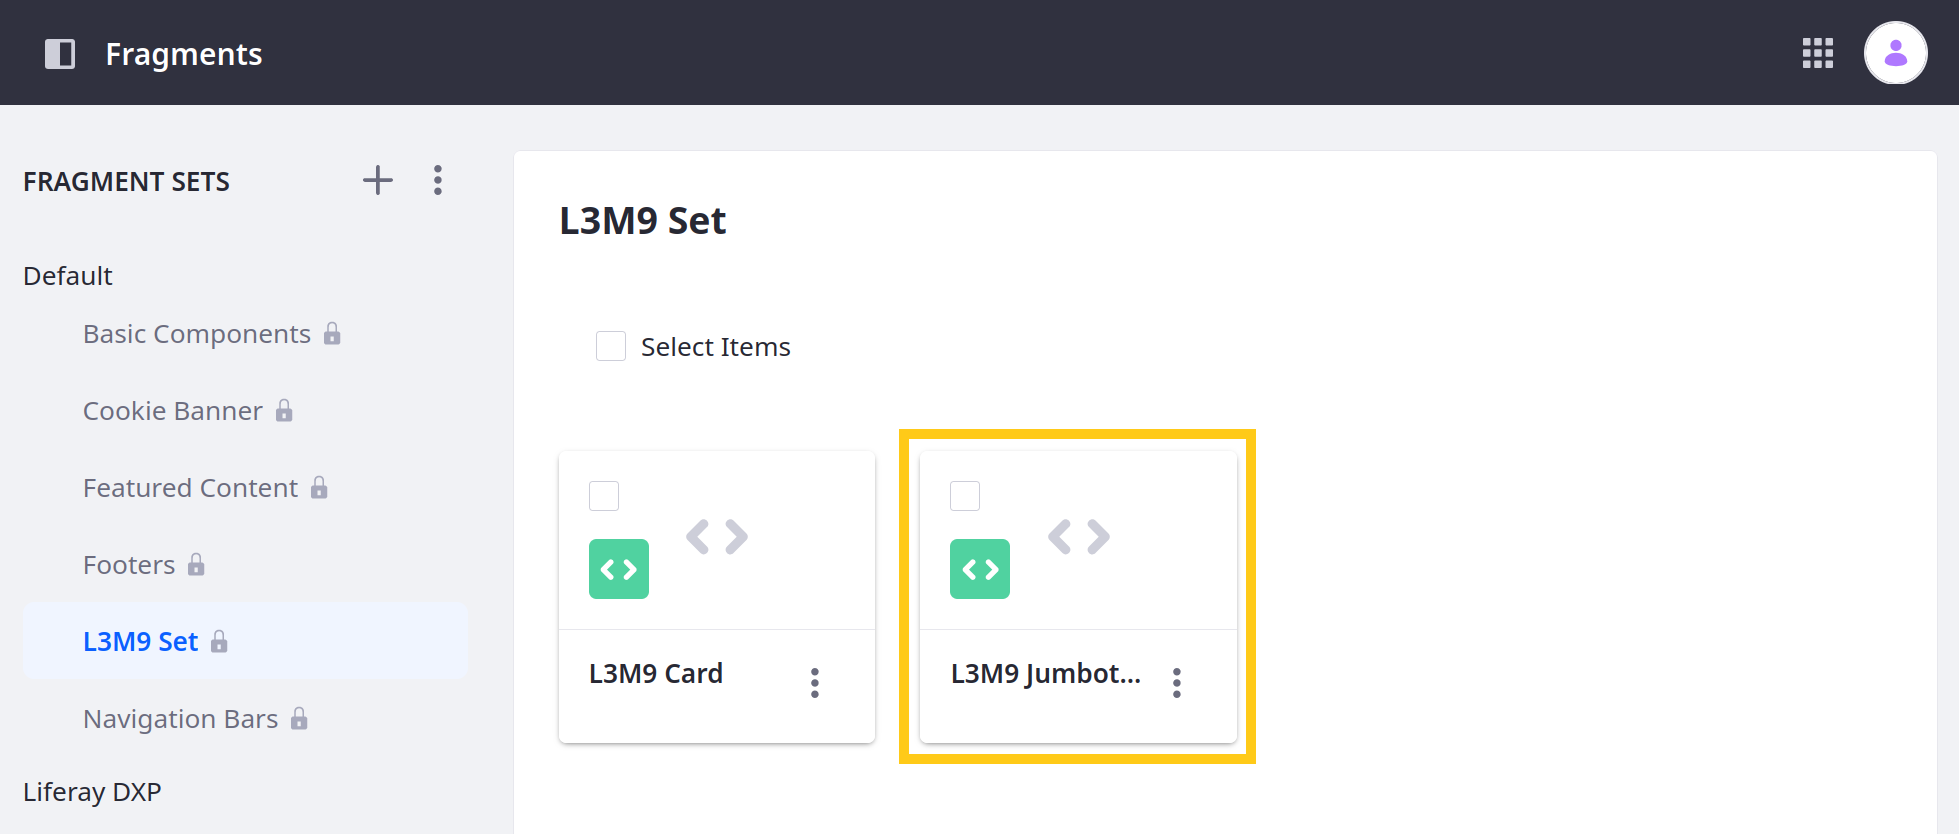 Fragments
FRAGMENT SETS
Default
Basic Components
Cookie Banner
Featured Content
Footers
L3M9 Set
Navigation Bars
Liferay DXP
L3M9 Set
Select Items
L3M9 Card
L3M9 Jumbot...